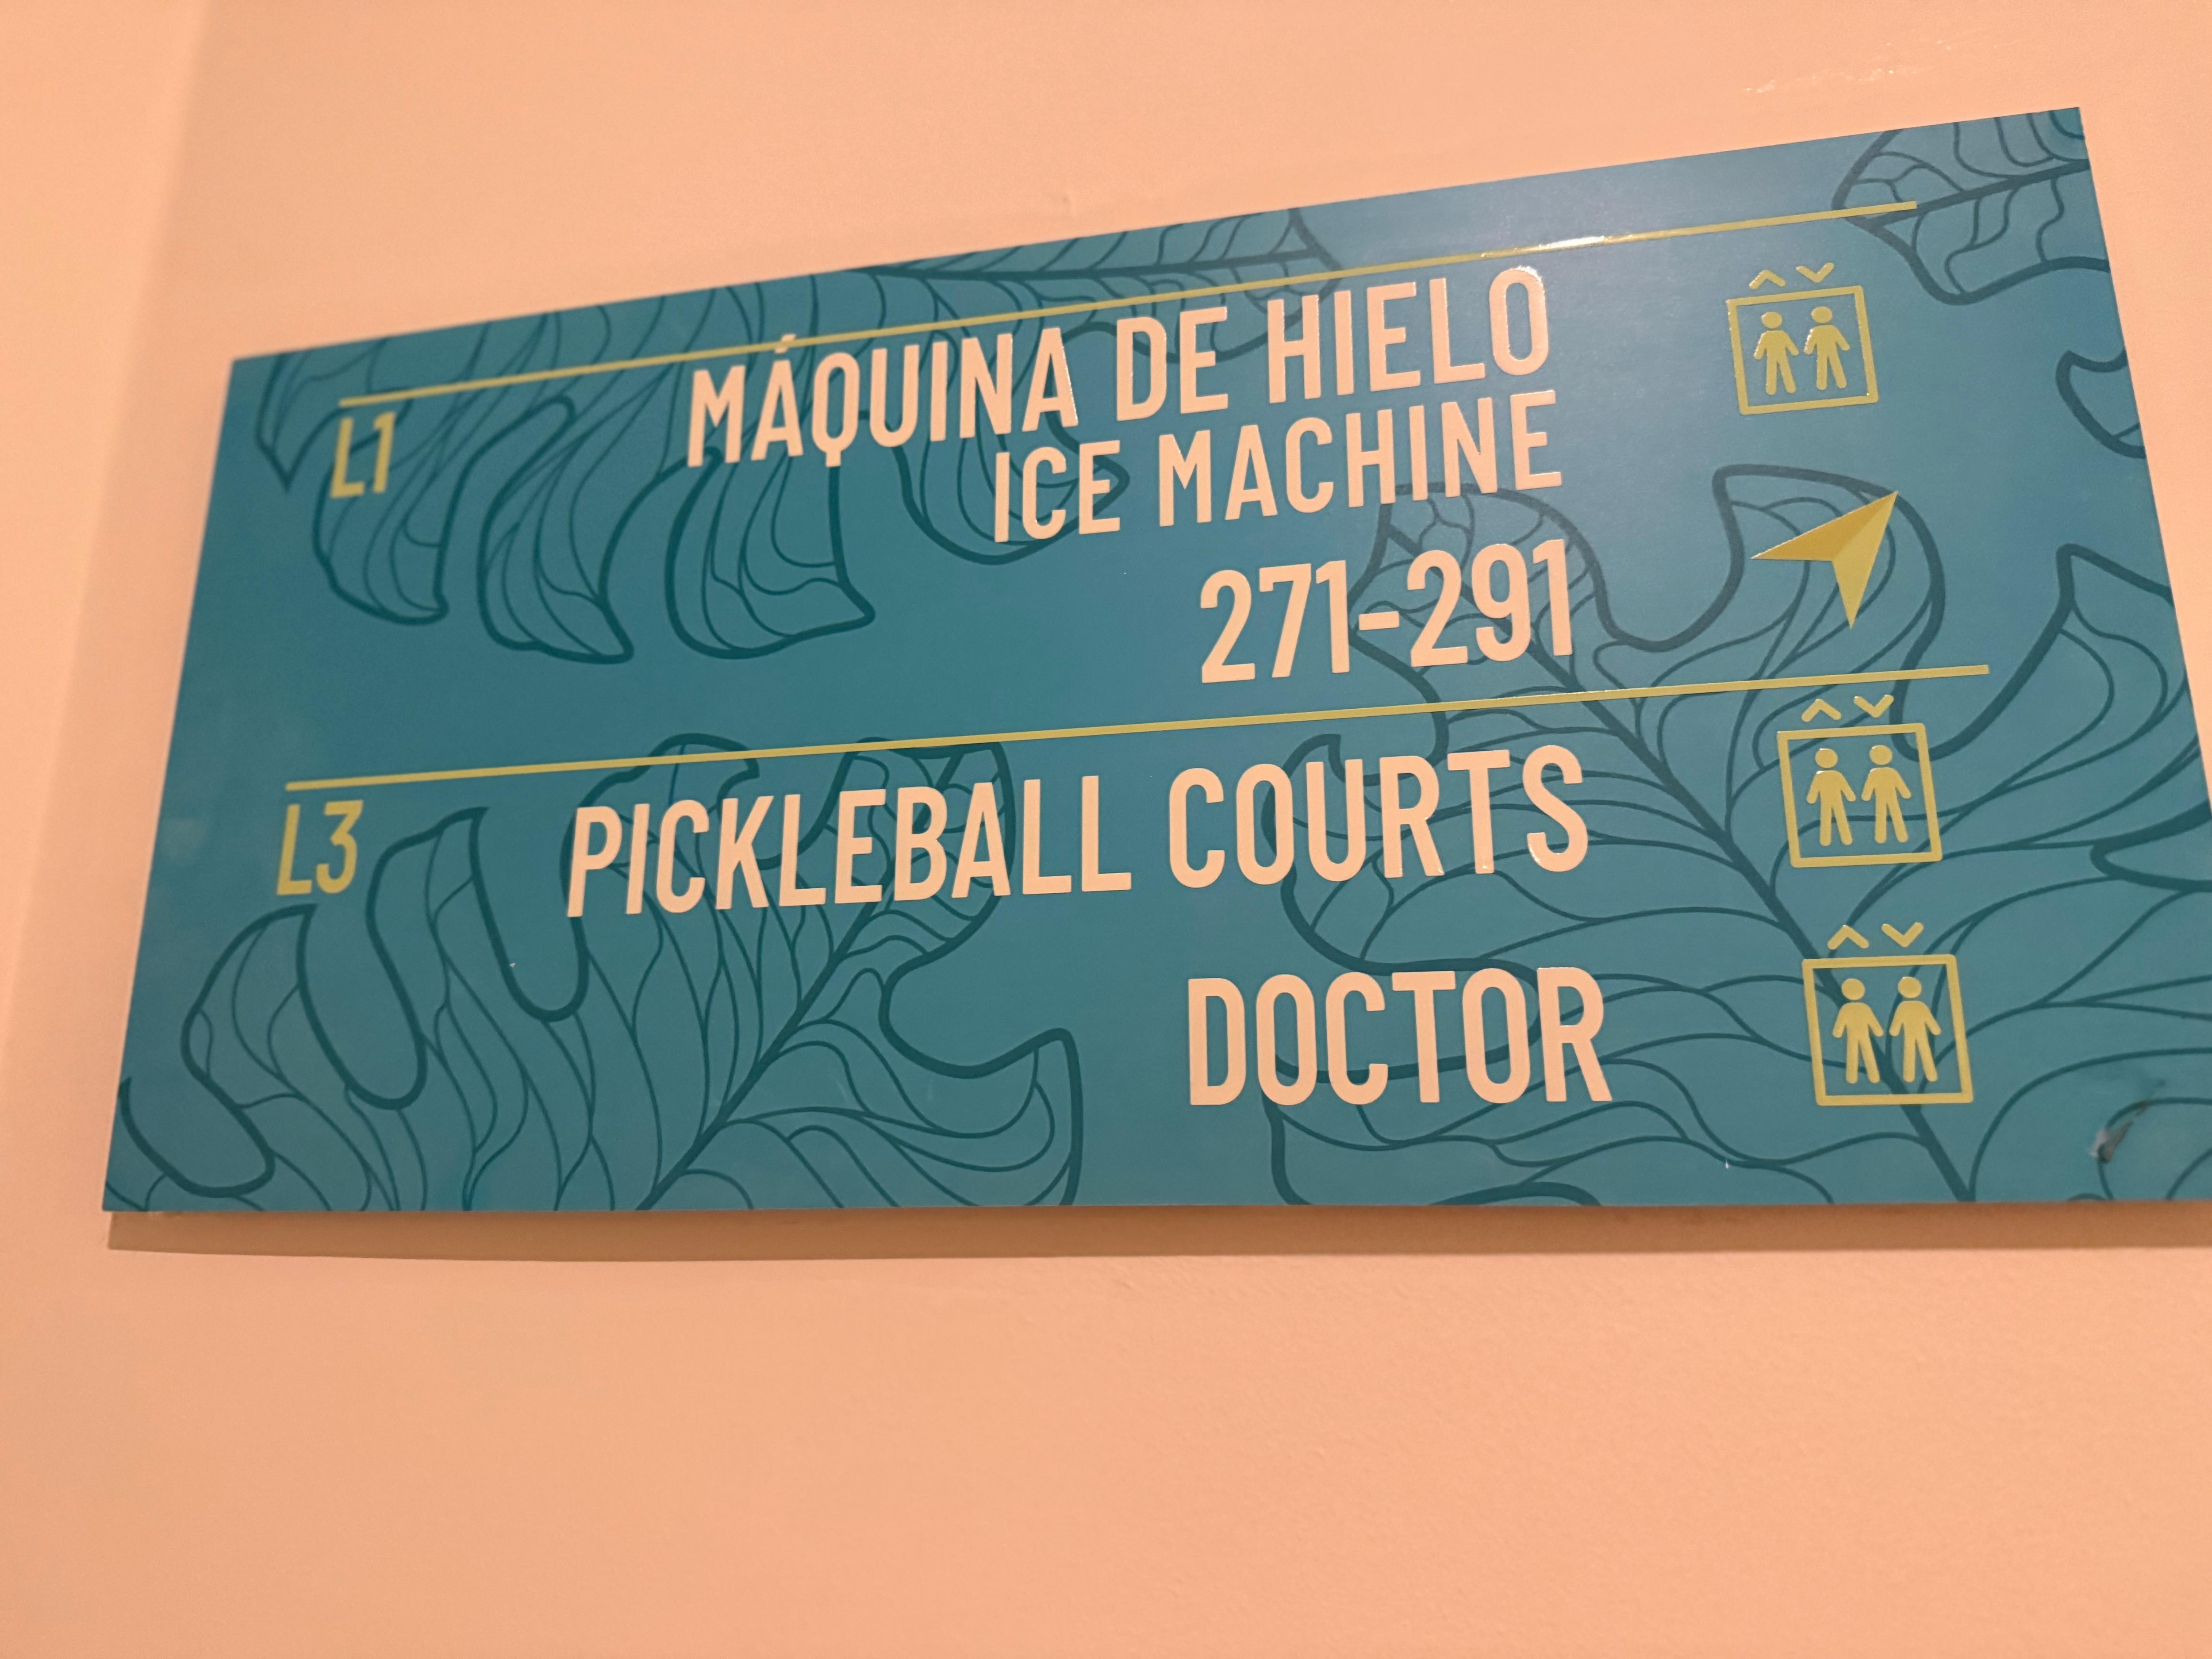 L1 MÁQUINA DE HIELO
ICE MACHINE
271-291
L3 PICKLEBALL COURTS
DOCTOR